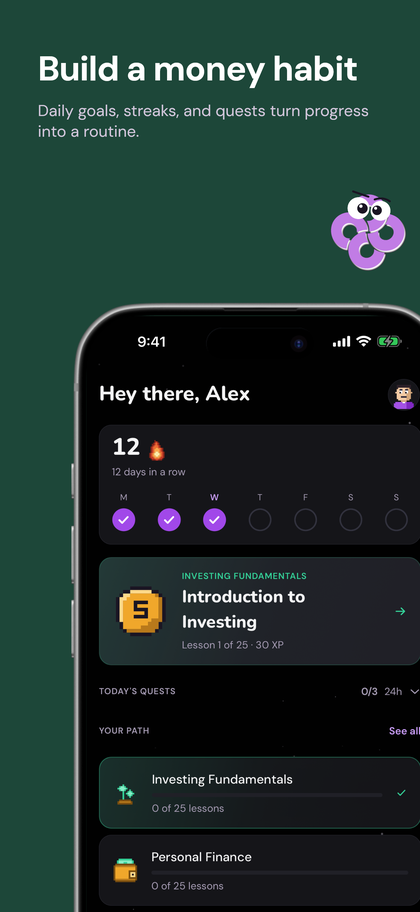 Build a money habit
Daily goals, streaks, and quests turn progress
into a routine.
9:41
Hey there, Alex
12
12 days in a row
M T W T F S S
INVESTING FUNDAMENTALS
Introduction to
Investing
Lesson 1 of 25 · 30 XP
TODAY'S QUESTS 0/3 24h
YOUR PATH See all
Investing Fundamentals
0 of 25 lessons
Personal Finance
0 of 25 lessons